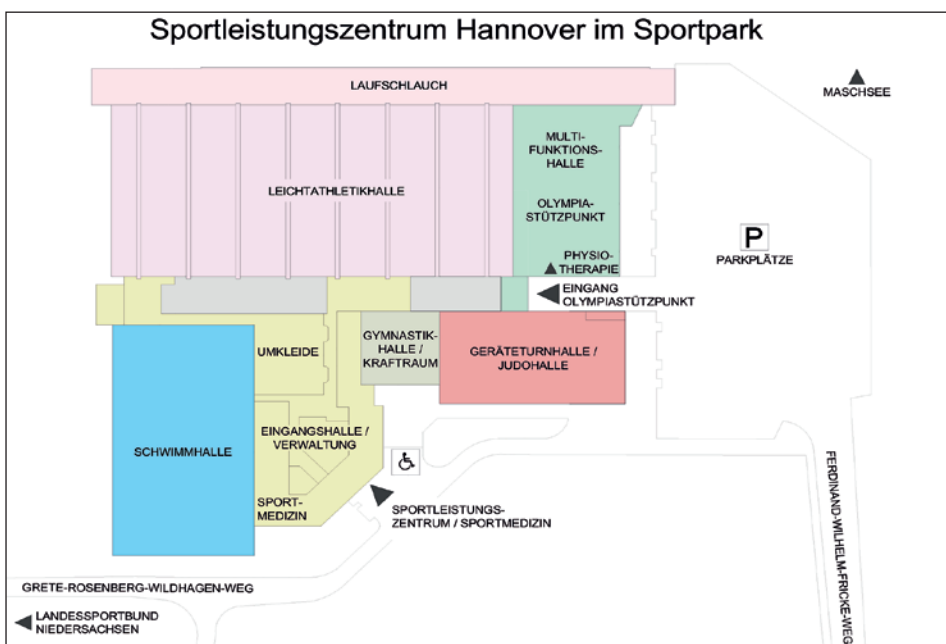 Sportleistungszentrum Hannover im Sportpark
LAUFSCHLAUCH
MASCHSEE
MULTI-
FUNKTIONS-
HALLE
LEICHTATHLETIKHALLE
OLYMPIA-
STÜTZPUNKT
P
PARKPLÄTZE
PHYSIO-
THERAPIE
EINGANG
OLYMPIASTÜTZPUNKT
UMKLEIDE
GYMNASTIK-
HALLE /
KRAFTRAUM
GERÄTETURNHALLE /
JUDOHALLE
SCHWIMMHALLE
EINGANGSHALLE /
VERWALTUNG
SPORT-
MEDIZIN
SPORTLEISTUNGS-
ZENTRUM / SPORTMEDIZIN
FERDINAND-WILHELM-FRICKE-WEG
GRETE-ROSENBERG-WILDHAGEN-WEG
LANDESSPORTBUND
NIEDERSACHSEN